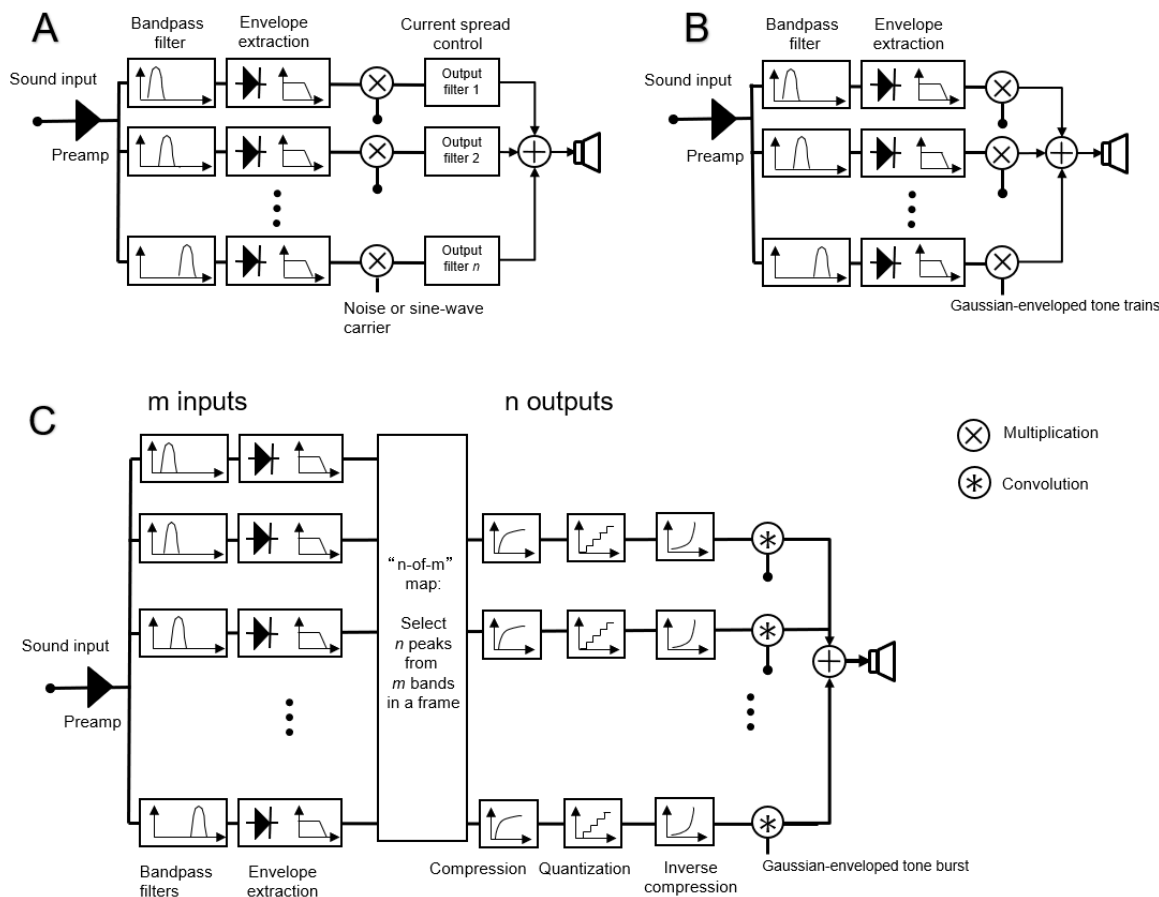 A
Bandpass
filter
Envelope
extraction
Current spread
control
Sound input
Preamp
Output
filter 1
Output
filter 2
Output
filter n
Noise or sine-wave
carrier
B
Bandpass
filter
Envelope
extraction
Sound input
Preamp
Gaussian-enveloped tone trains
C
m inputs
n outputs
Multiplication
Convolution
Sound input
Preamp
“n-of-m”
map:
Select
n peaks
from
m bands
in a frame
Bandpass
filters
Envelope
extraction
Compression
Quantization
Inverse
compression
Gaussian-enveloped tone burst